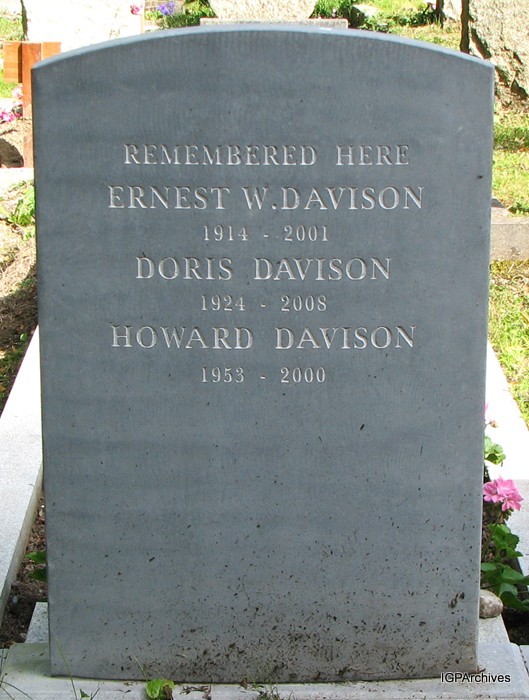 REMEMBERED HERE
ERNEST W. DAVISON
1914 - 2001
DORIS DAVISON
1924 - 2008
HOWARD DAVISON
1953 - 2000
IGPArchives